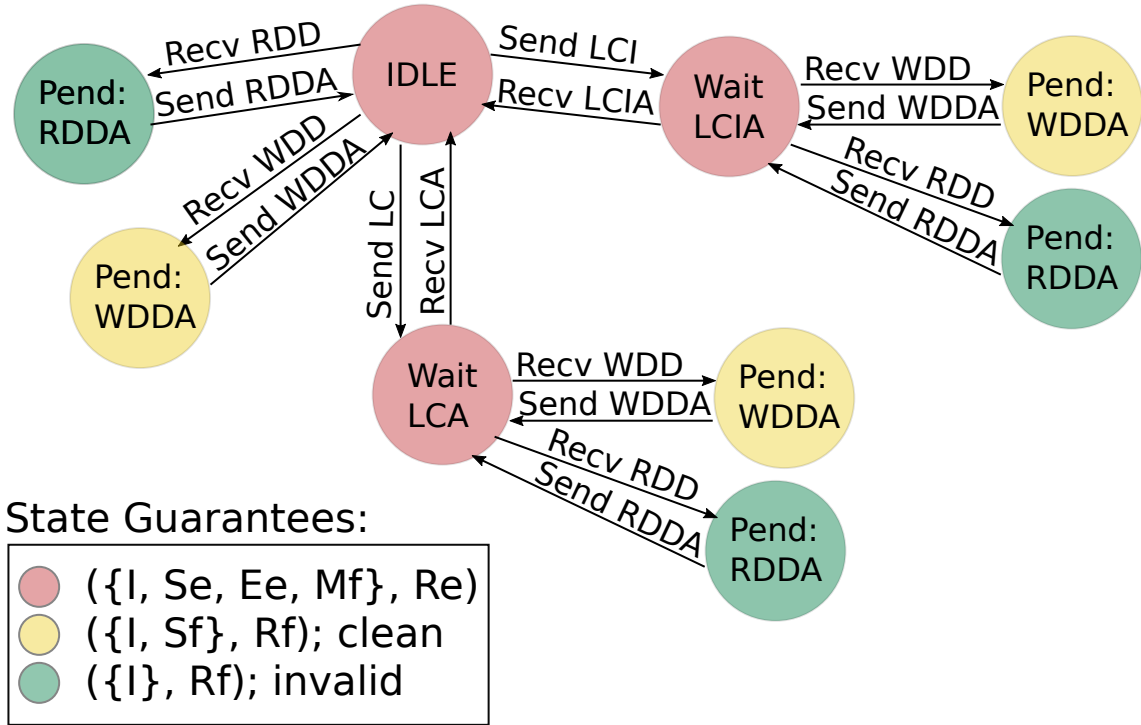 Recv RDD
Send RDDA
Pend:
RDDA
IDLE
Send LCI
Recv LCIA
Wait
LCIA
Recv WDD
Send WDDA
Pend:
WDDA
Recv WDD
Send WDDA
Pend:
WDDA
Recv RDD
Send RDDA
Pend:
RDDA
Send LC
Recv LCA
Wait
LCA
Recv WDD
Send WDDA
Pend:
WDDA
Recv RDD
Send RDDA
Pend:
RDDA
State Guarantees:
({I, Se, Ee, Mf}, Re)
({I, Sf}, Rf); clean
({I}, Rf); invalid